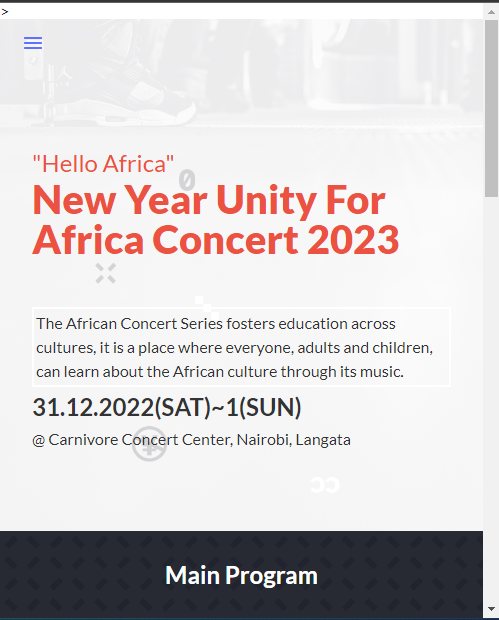 >
"Hello Africa"
New Year Unity For
Africa Concert 2023
The African Concert Series fosters education across
cultures, it is a place where everyone, adults and children,
can learn about the African culture through its music.
31.12.2022(SAT)~1(SUN)
@ Carnivore Concert Center, Nairobi, Langata
Main Program